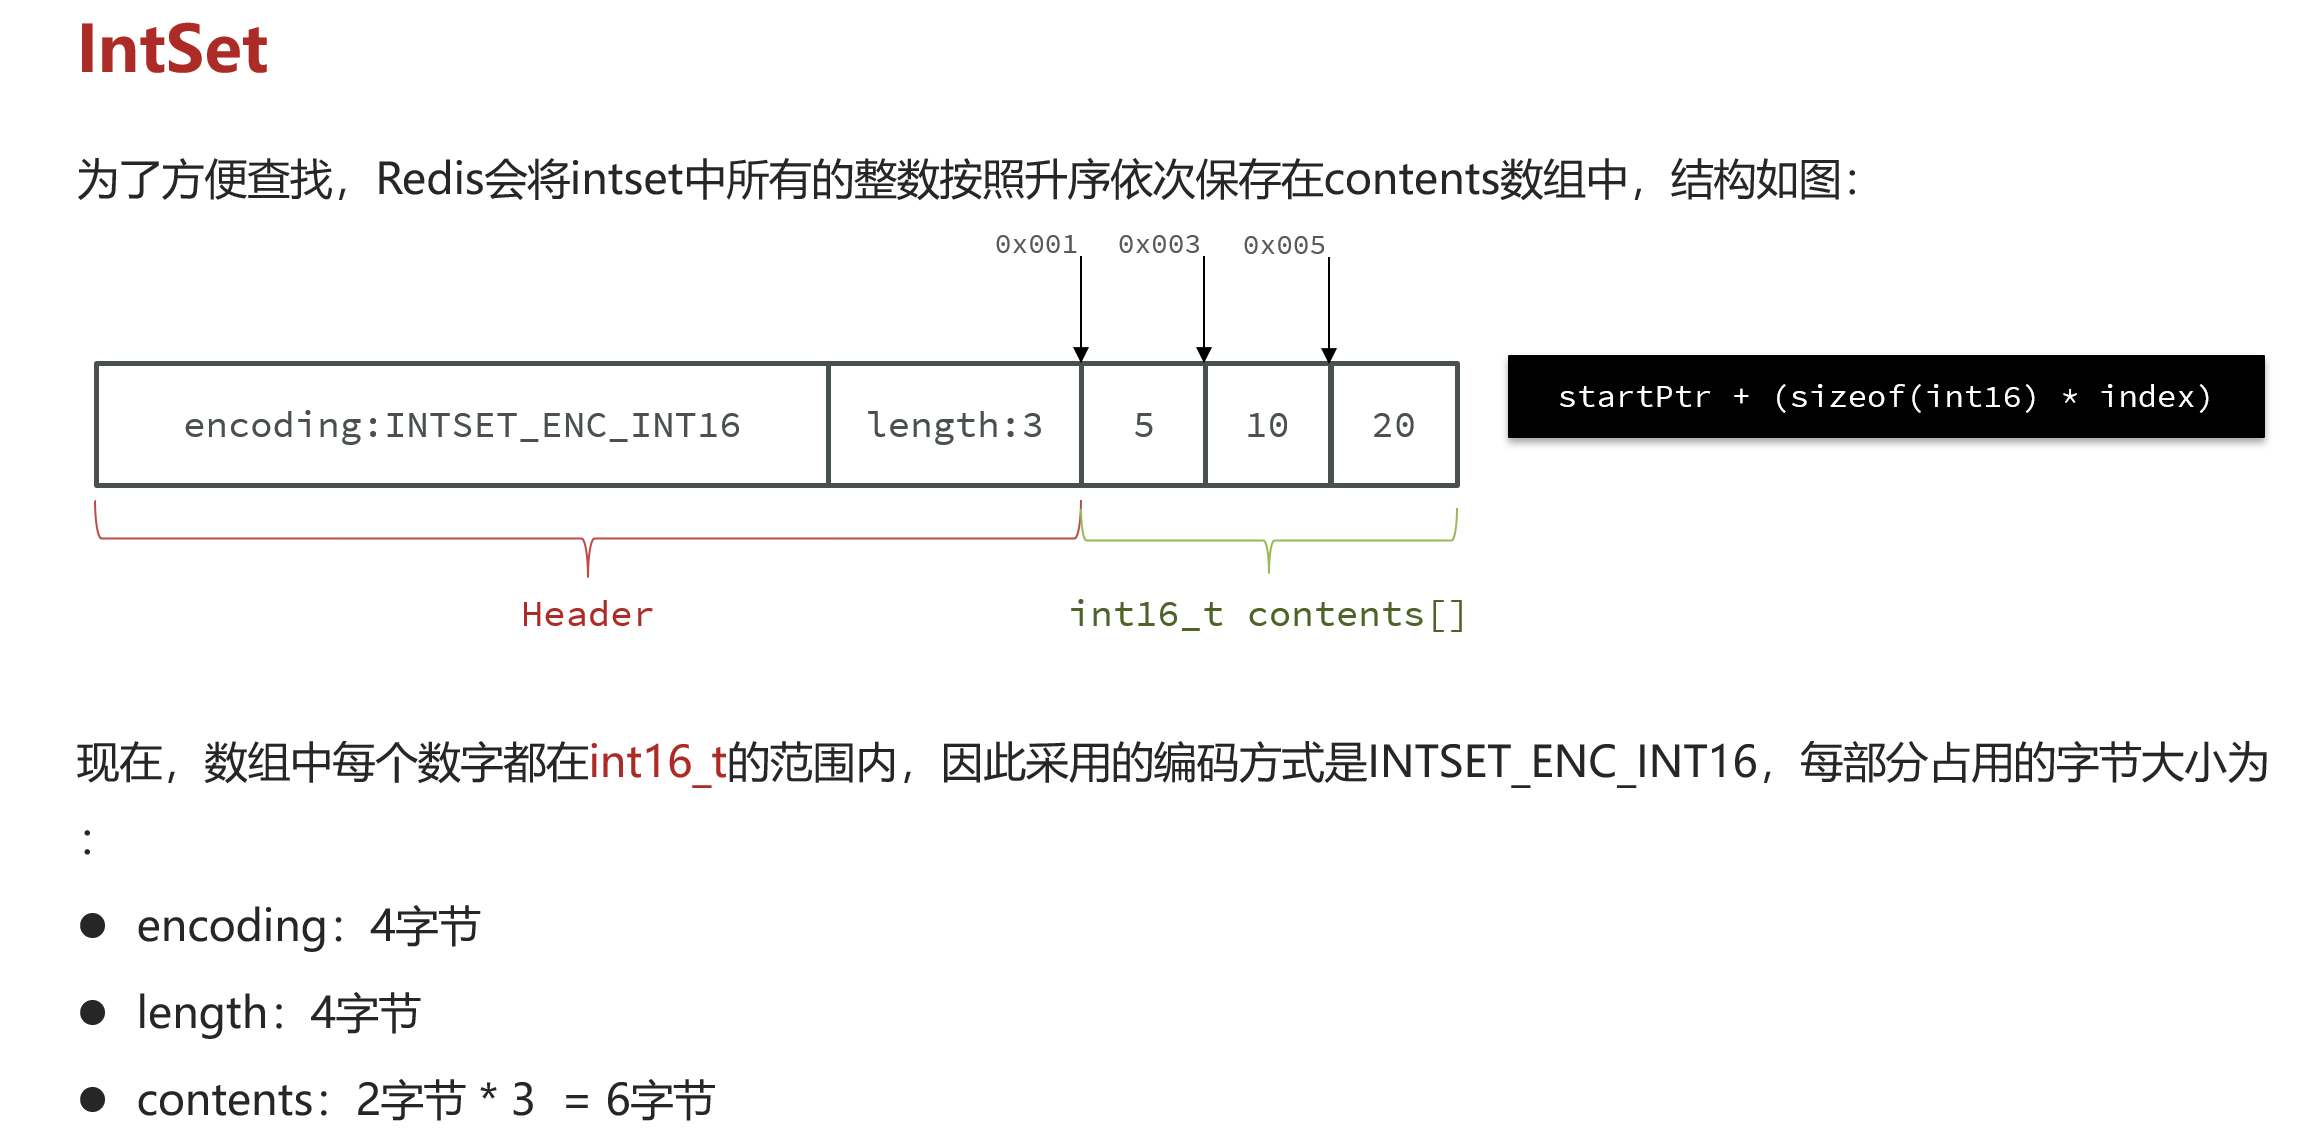 IntSet
为了方便查找，Redis会将intset中所有的整数按照升序依次保存在contents数组中，结构如图：
0x001 0x003 0x005
encoding:INTSET_ENC_INT16 length:3 5 10 20
startPtr + (sizeof(int16) * index)
Header
int16_t contents[]
现在，数组中每个数字都在int16_t的范围内，因此采用的编码方式是INTSET_ENC_INT16，每部分占用的字节大小为
：
● encoding：4字节
● length：4字节
● contents：2字节 * 3 = 6字节